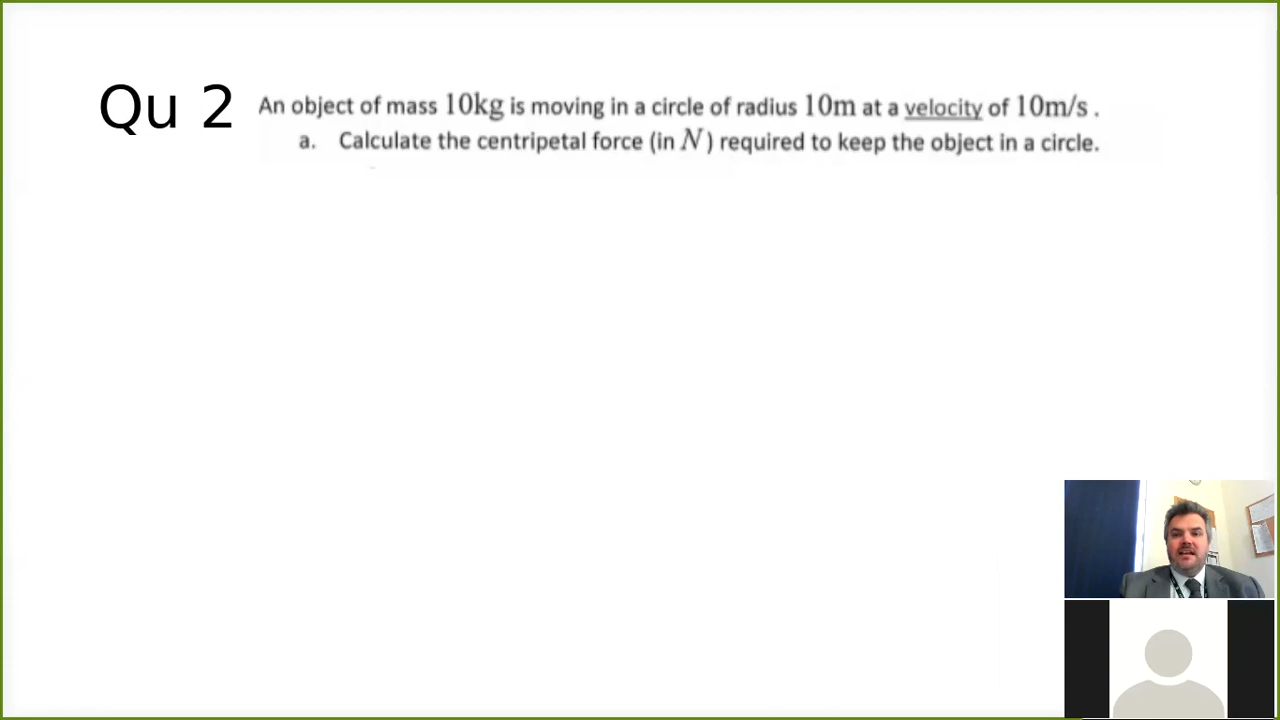 Qu 2
An object of mass 10kg is moving in a circle of radius 10m at a velocity of 10m/s .
a. Calculate the centripetal force (in N) required to keep the object in a circle.